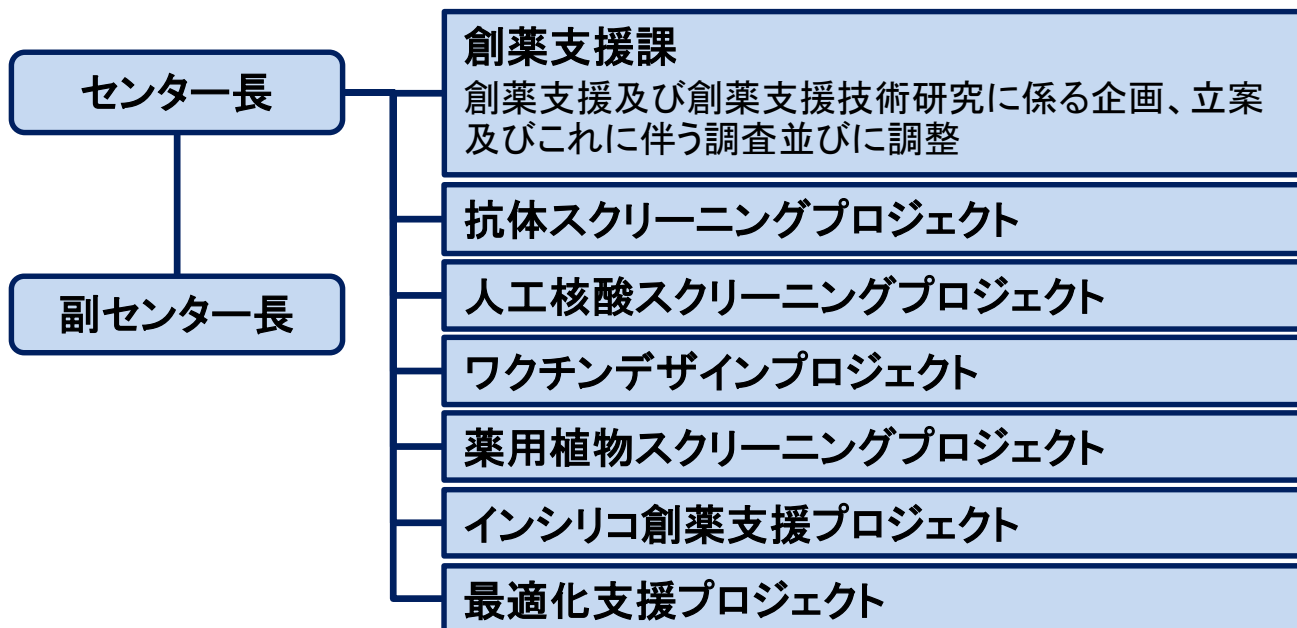 センター長
副センター長
創薬支援課
創薬支援及び創薬支援技術研究に係る企画、立案
及びこれに伴う調査並びに調整
抗体スクリーニングプロジェクト
人工核酸スクリーニングプロジェクト
ワクチンデザインプロジェクト
薬用植物スクリーニングプロジェクト
インシリコ創薬支援プロジェクト
最適化支援プロジェクト